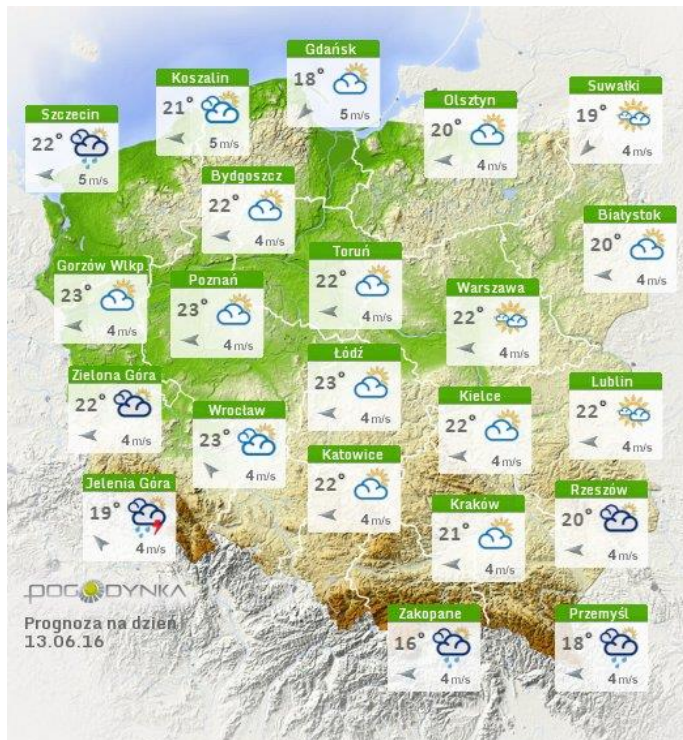 Gdańsk
18°
5 m/s
Koszalin
21°
5 m/s
Suwałki
19°
4 m/s
Olsztyn
20°
4 m/s
Szczecin
22°
5 m/s
Bydgoszcz
22°
4 m/s
Białystok
20°
4 m/s
Toruń
22°
4 m/s
Gorzów Wlkp
23°
4 m/s
Poznań
23°
4 m/s
Warszawa
22°
4 m/s
Łódź
23°
4 m/s
Zielona Góra
22°
4 m/s
Lublin
22°
4 m/s
Kielce
22°
4 m/s
Wrocław
23°
4 m/s
Katowice
22°
4 m/s
Jelenia Góra
19°
4 m/s
Rzeszów
20°
4 m/s
Kraków
21°
4 m/s
POGODYNKA
Prognoza na dzień
13.06.16
Zakopane
16°
4 m/s
Przemyśl
18°
4 m/s